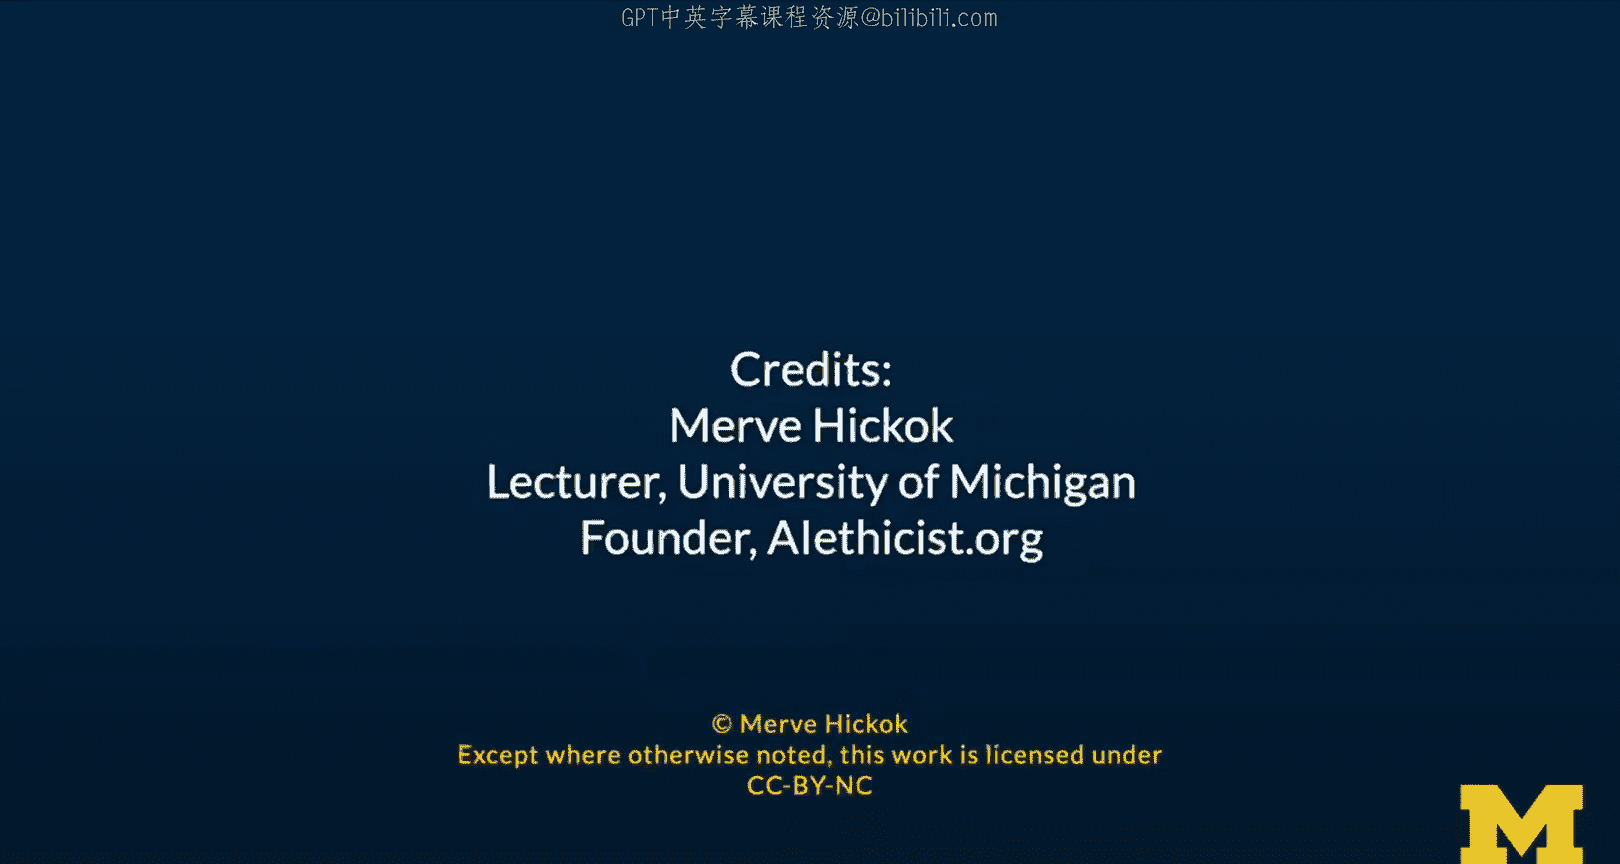 GPT中英字幕课程资源@bilibili.com
Credits:
Merve Hickok
Lecturer, University of Michigan
Founder, AIethicist.org
© Merve Hickok
Except where otherwise noted, this work is licensed under
CC-BY-NC
M